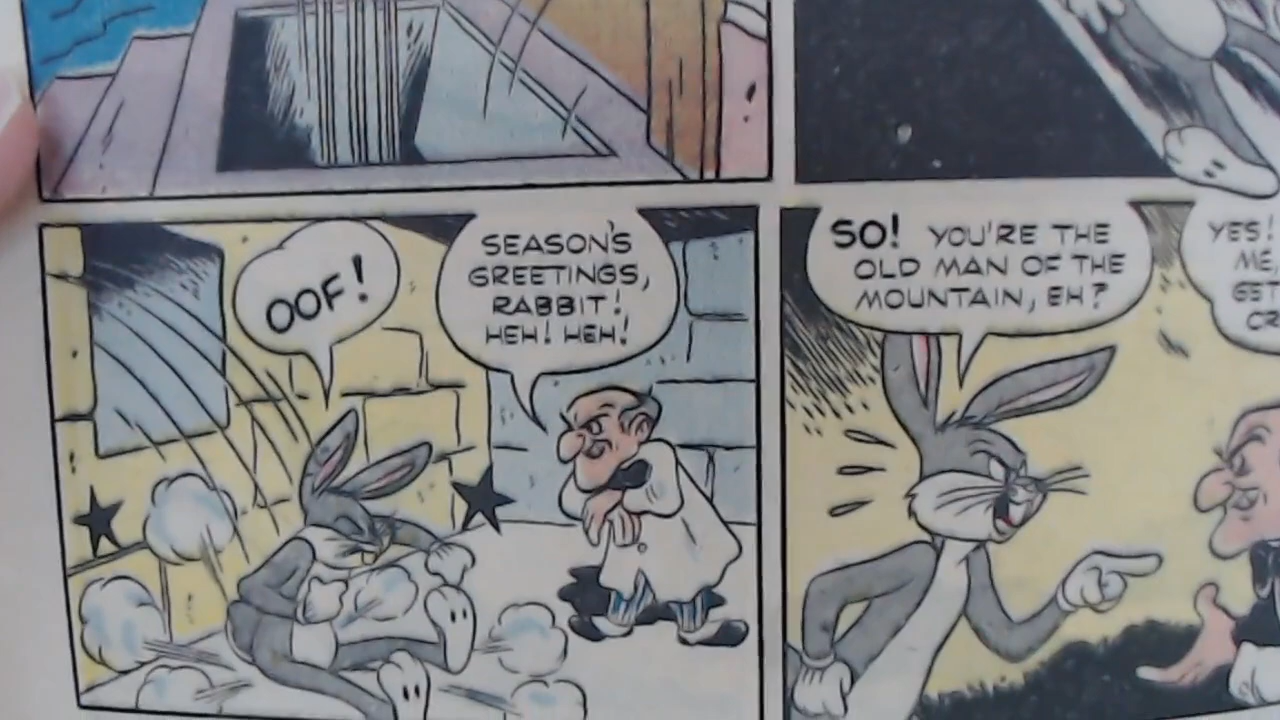 OOF!
SEASON'S
GREETINGS,
RABBIT!
HEH! HEH!
SO! YOU'RE THE
OLD MAN OF THE
MOUNTAIN, EH?
YES!
ME,